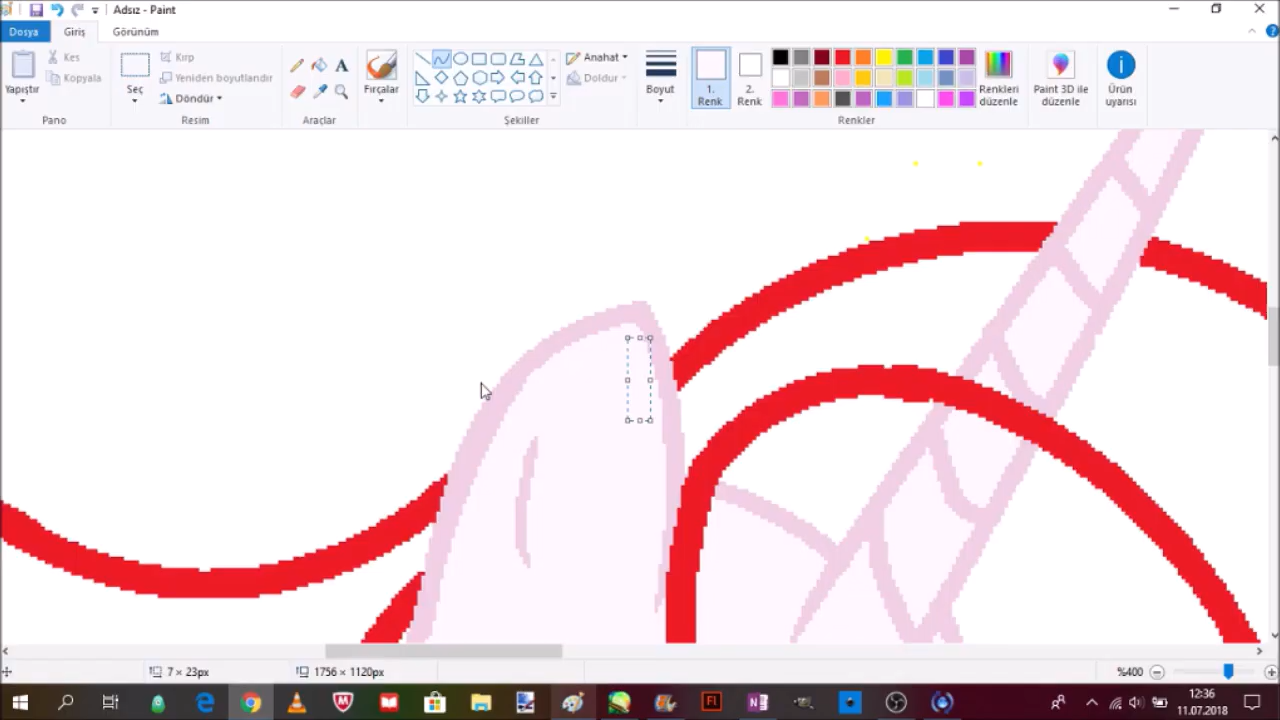 Adsız - Paint
Dosya Giriş Görünüm
Yapıştır Kes Kopyala
Pano
Seç Kırp Yeniden boyutlandır Döndür
Resim
A
Araçlar
Fırçalar
Anahat Doldur
Şekiller
Boyut
1. Renk
2. Renk
Renkler
Renkleri düzenle
Paint 3D ile düzenle
Ürün uyarısı
7 × 23px
1756 × 1120px
%400
12:36
11.07.2018